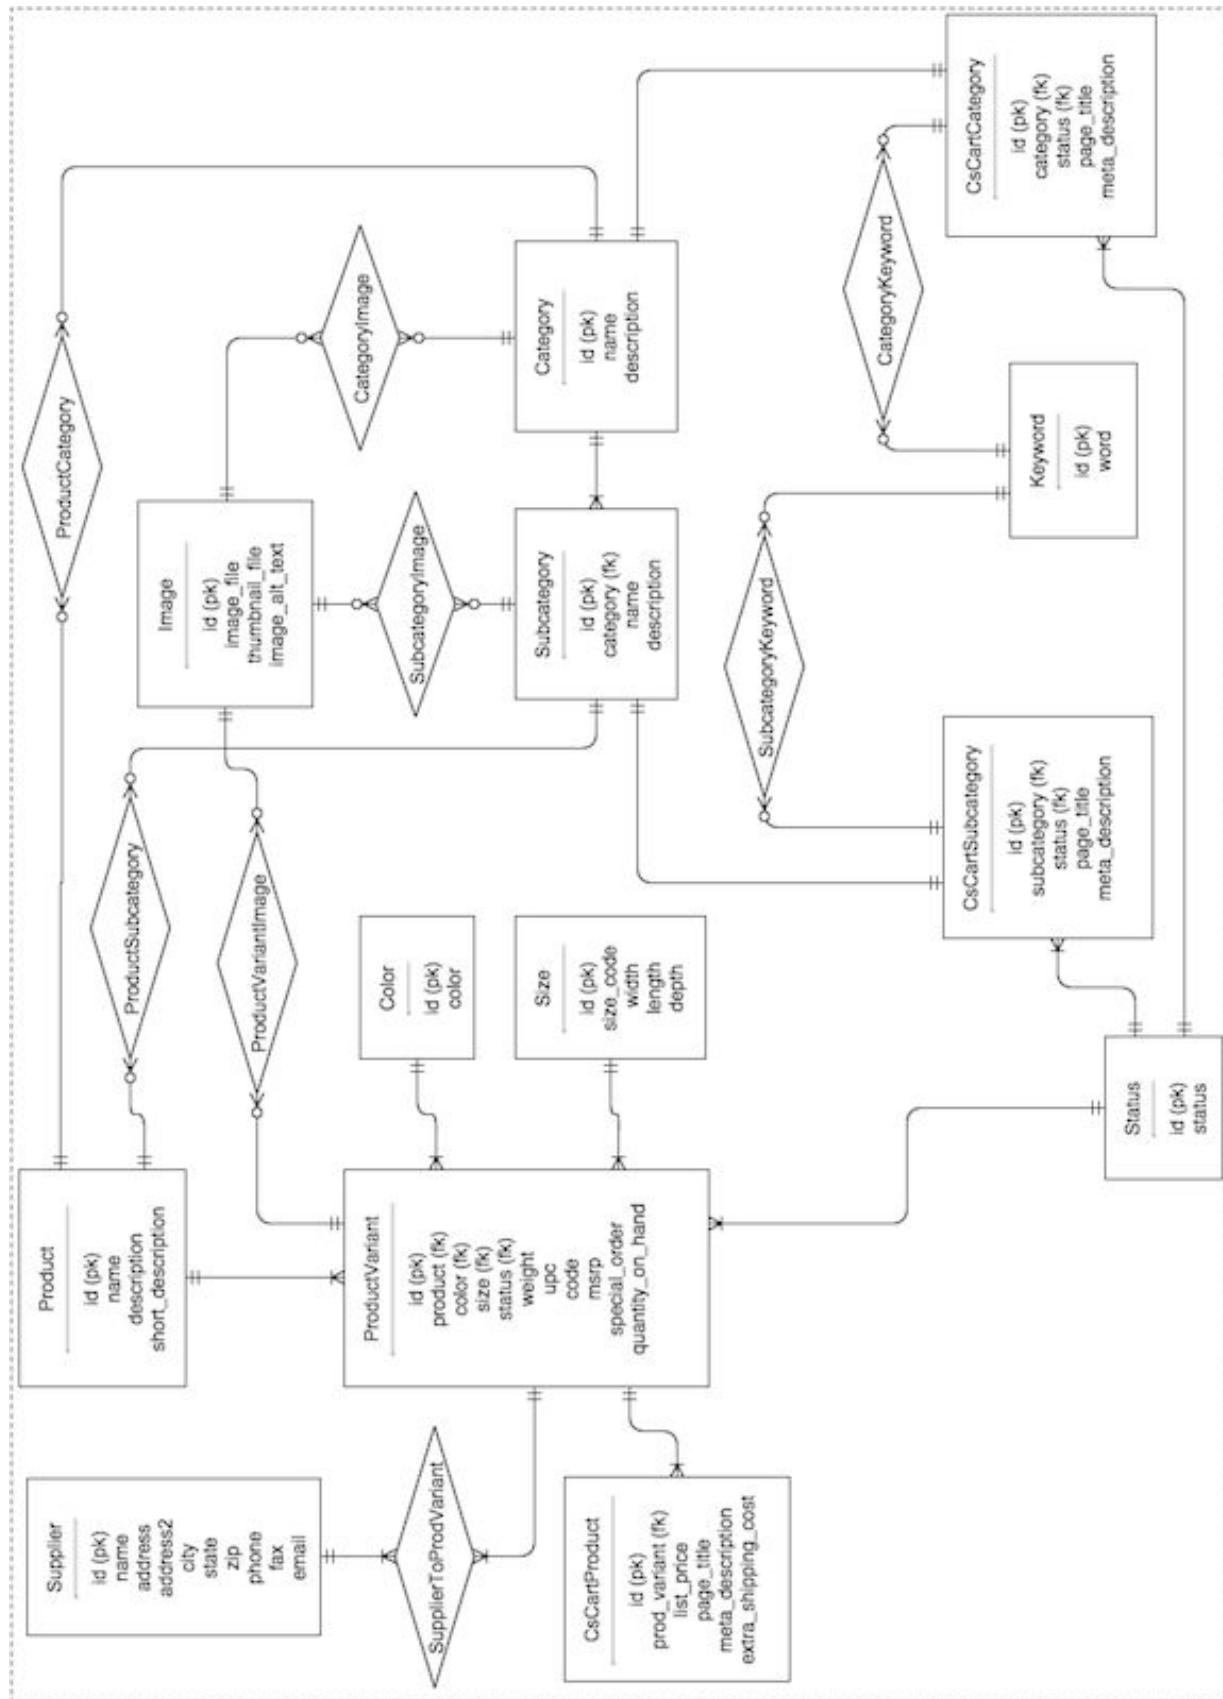 Supplier
id (pk)
name
address
address2
city
state
zip
phone
fax
email
SupplierToProdVariant
CsCartProduct
id (pk)
prod_variant (fk)
list_price
page_title
meta_description
extra_shipping_cost
Product
id (pk)
name
description
short_description
ProductVariant
id (pk)
product (fk)
color (fk)
size (fk)
status (fk)
weight
upc
code
msrp
special_order
quantity_on_hand
ProductSubcategory
ProductVariantImage
Color
id (pk)
color
Size
id (pk)
size_code
width
length
depth
Status
id (pk)
status
ProductCategory
Image
id (pk)
image_file
thumbnail_file
image_alt_text
SubcategoryImage
Subcategory
id (pk)
category (fk)
name
description
SubcategoryKeyword
CsCartSubcategory
id (pk)
subcategory (fk)
status (fk)
page_title
meta_description
CategoryImage
Category
id (pk)
name
description
Keyword
id (pk)
word
CategoryKeyword
CsCartCategory
id (pk)
category (fk)
status (fk)
page_title
meta_description